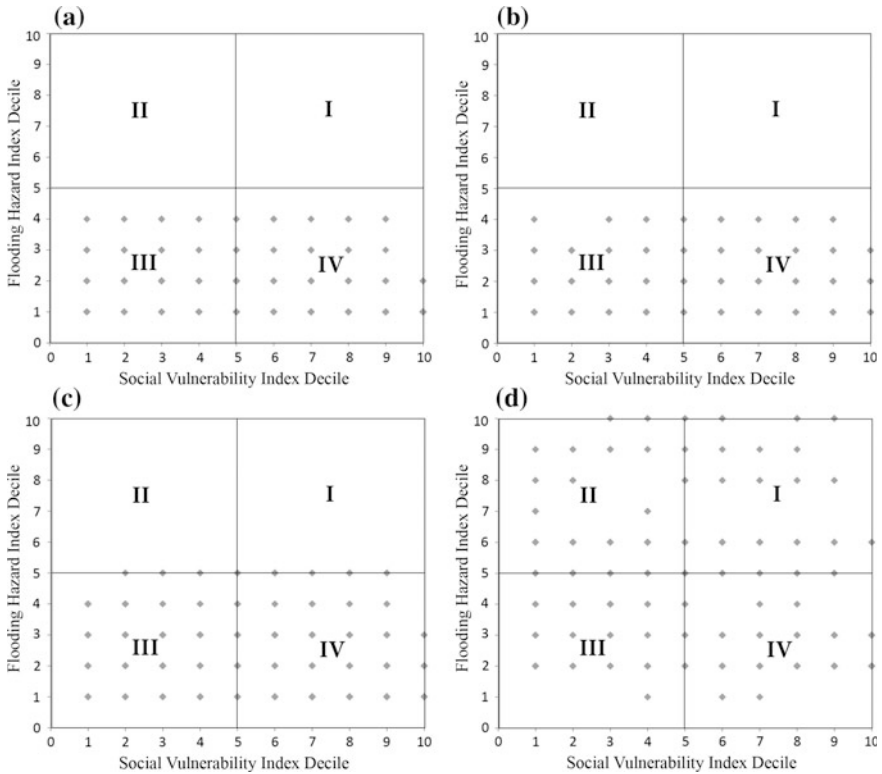 (a)
Flooding Hazard Index Decile
10
9
8
7
6
5
4
3
2
1
0
II
I
III
IV
0 1 2 3 4 5 6 7 8 9 10
Social Vulnerability Index Decile
(b)
Flooding Hazard Index Decile
10
9
8
7
6
5
4
3
2
1
0
II
I
III
IV
0 1 2 3 4 5 6 7 8 9 10
Social Vulnerability Index Decile
(c)
Flooding Hazard Index Decile
10
9
8
7
6
5
4
3
2
1
0
II
I
III
IV
0 1 2 3 4 5 6 7 8 9 10
Social Vulnerability Index Decile
(d)
Flooding Hazard Index Decile
10
9
8
7
6
5
4
3
2
1
0
II
I
III
IV
0 1 2 3 4 5 6 7 8 9 10
Social Vulnerability Index Decile